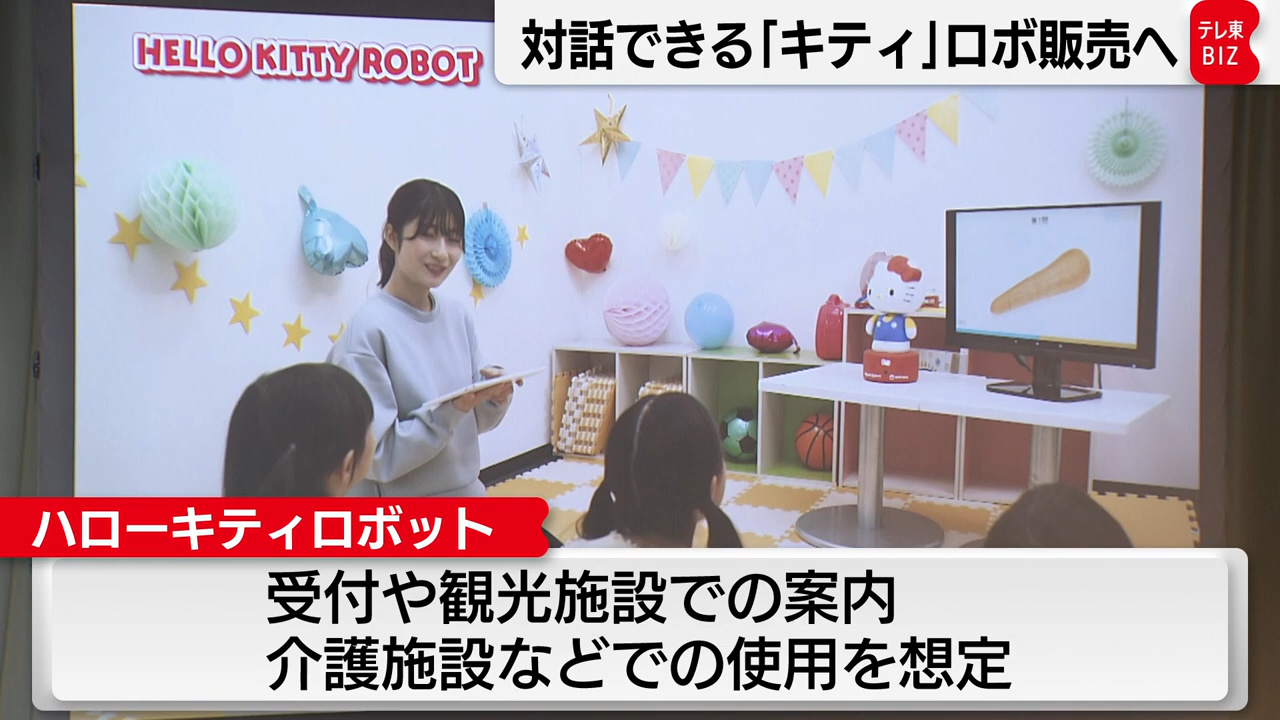 HELLO KITTY ROBOT
対話できる「キティ」ロボ販売へ
テレ東
BIZ
ハローキティロボット
受付や観光施設での案内
介護施設などでの使用を想定